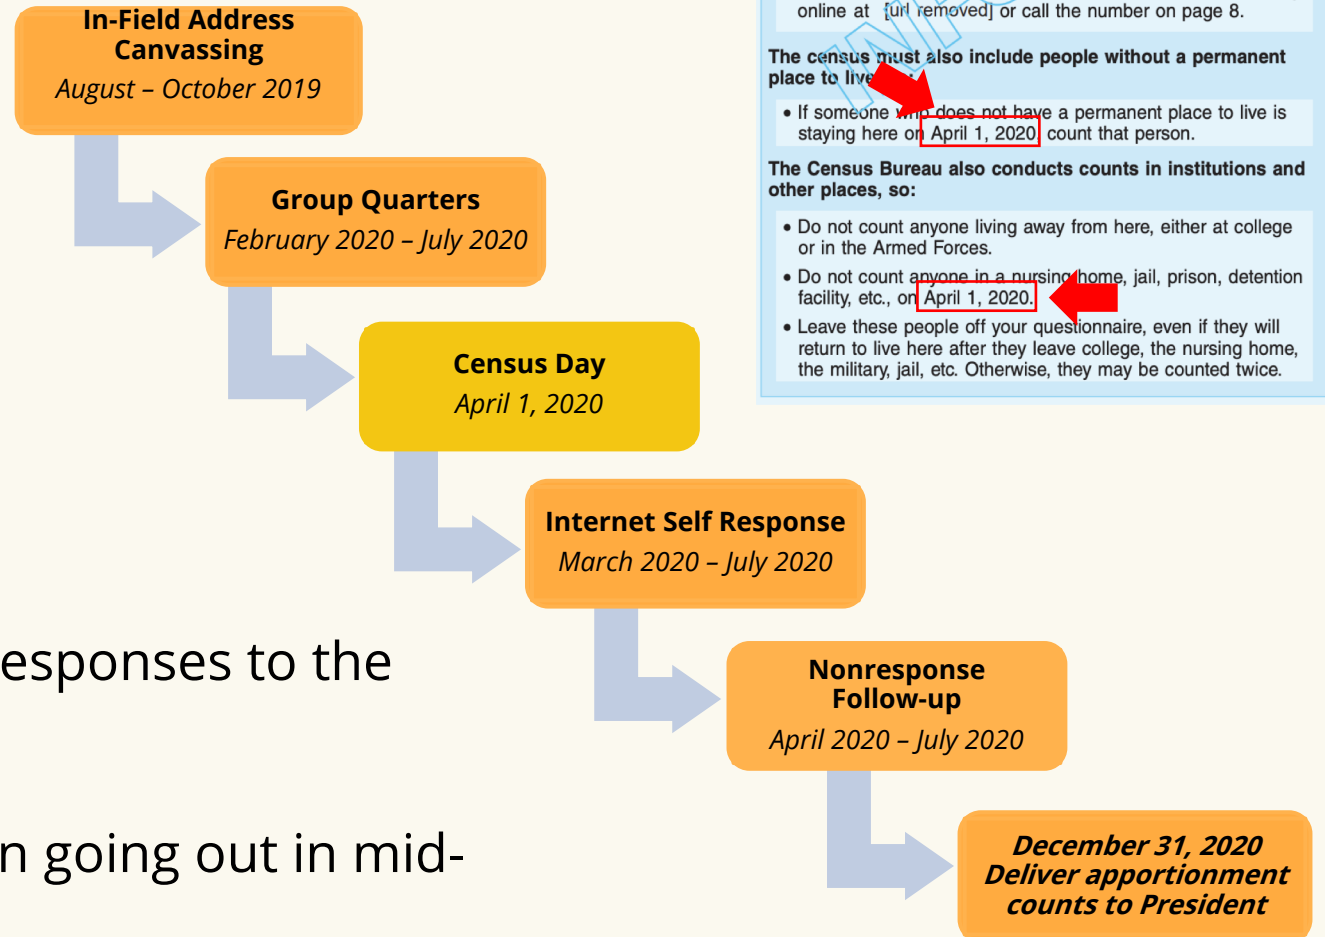 In-Field Address
Canvassing
August – October 2019
Group Quarters
February 2020 – July 2020
Census Day
April 1, 2020
Internet Self Response
March 2020 – July 2020
Nonresponse
Follow-up
April 2020 – July 2020
December 31, 2020
Deliver apportionment
counts to President
esponses to the
n going out in mid-
online at [url removed] or call the number on page 8.
The census must also include people without a permanent
place to live
• If someone who does not have a permanent place to live is
staying here on April 1, 2020, count that person.
The Census Bureau also conducts counts in institutions and
other places, so:
• Do not count anyone living away from here, either at college
or in the Armed Forces.
• Do not count anyone in a nursing home, jail, prison, detention
facility, etc., on April 1, 2020.
• Leave these people off your questionnaire, even if they will
return to live here after they leave college, the nursing home,
the military, jail, etc. Otherwise, they may be counted twice.